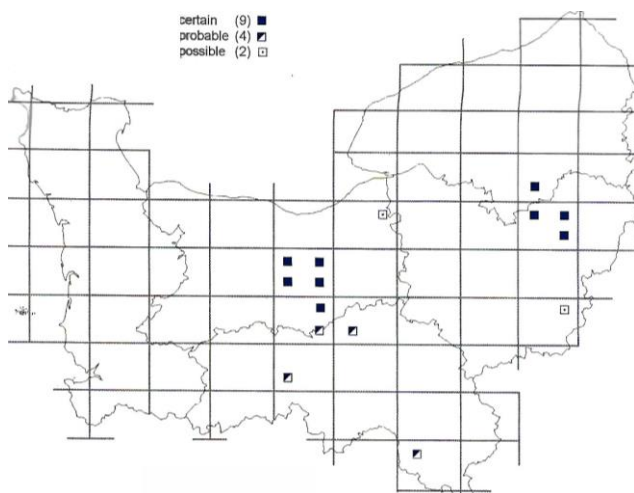 certain (9)
probable (4)
possible (2)